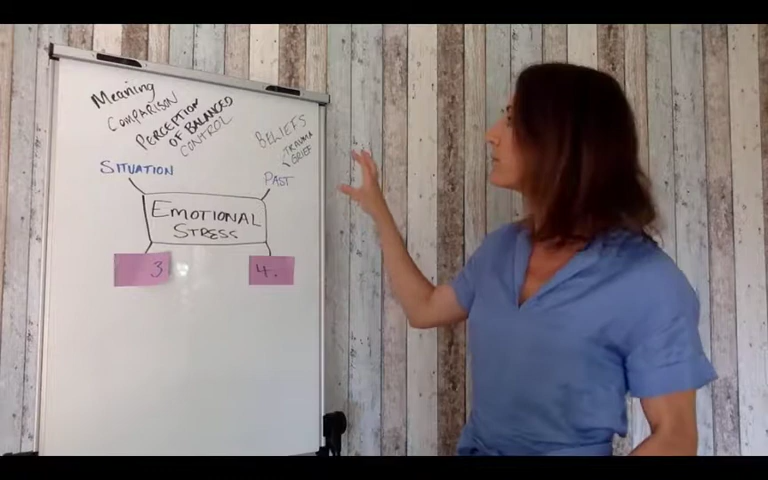 Meaning
COMPARISON
PERCEPTION
OF BALANCED
CONTROL
BELIEFS
TRAUMA
GRIEF
SITUATION
PAST
EMOTIONAL
STRESS
3
4.